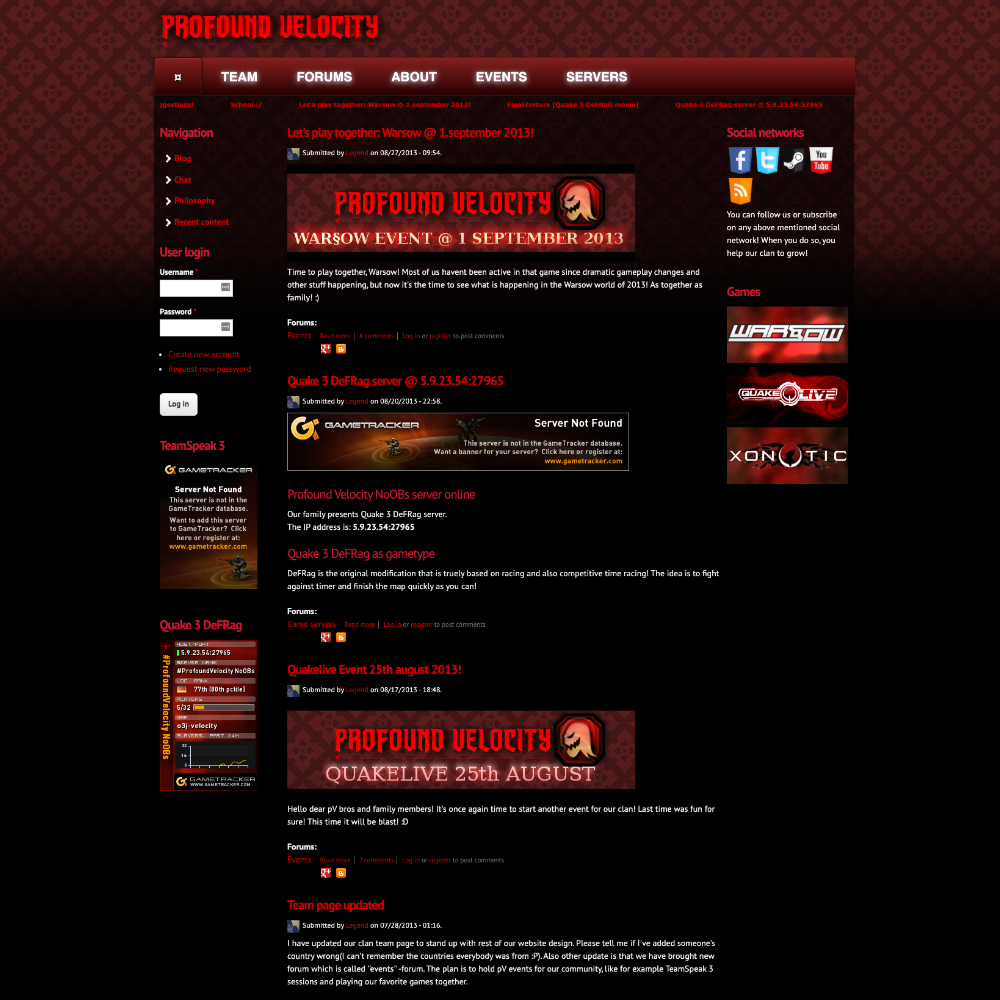 PROFOUND VELOCITY
¤ TEAM FORUMS ABOUT EVENTS SERVERS
ggestions! School :/ Let's play together: Warsow @ 1.september 2013! Final torture [Quake 3 DeFRaG movie] Quake 3 DeFRag server @ 5.9.23.54:27965
Navigation
Blog
Chat
Philosophy
Recent content
User login
Username *
Password *
Create new account
Request new password
Log in
TeamSpeak 3
GAMETRACKER
Server Not Found
This server is not in the
GameTracker database.
Want to add this server
to GameTracker? Click
here or register at:
www.gametracker.com
Quake 3 DeFRag
#ProfoundVelocity NoOBs
HOST/PORT
5.9.23.54:27965
SERVER NAME
#ProfoundVelocity NoOBs
LOC RANK
77th (80th pctile)
PLAYERS
5/32
MAP
e3j-velocity
PLAYERS, PAST 24H
32
16
0
GAMETRACKER
WWW.GAMETRACKER.COM
Let's play together: Warsow @ 1.september 2013!
Submitted by Legend on 08/27/2013 - 09:54.
PROFOUND VELOCITY
WAR§OW EVENT @ 1 SEPTEMBER 2013
Time to play together, Warsow! Most of us havent been active in that game since dramatic gameplay changes and
other stuff happening, but now it's the time to see what is happening in the Warsow world of 2013! As together as
family! :)
Forums:
Events Read more | 4 comments | Log in or register to post comments
Quake 3 DeFRag server @ 5.9.23.54:27965
Submitted by Legend on 08/20/2013 - 22:58.
GAMETRACKER
Server Not Found
This server is not in the GameTracker database.
Want a banner for your server? Click here or register at:
www.gametracker.com
Profound Velocity NoOBs server online
Our family presents Quake 3 DeFRag server.
The IP address is: 5.9.23.54:27965
Quake 3 DeFRag as gametype
DeFRag is the original modification that is truely based on racing and also competitive time racing! The idea is to fight
against timer and finish the map quickly as you can!
Forums:
Game servers Read more | Log in or register to post comments
Quakelive Event 25th august 2013!
Submitted by Legend on 08/17/2013 - 18:48.
PROFOUND VELOCITY
QUAKELIVE 25th AUGUST
Hello dear pV bros and family members! It's once again time to start another event for our clan! Last time was fun for
sure! This time it will be blast! :D
Forums:
Events Read more | 7 comments | Log in or register to post comments
Team page updated
Submitted by Legend on 07/28/2013 - 01:16.
I have updated our clan team page to stand up with rest of our website design. Please tell me if I've added someone's
country wrong(I can't remember the countries everybody was from :P). Also other update is that we have brought new
forum which is called "events" -forum. The plan is to hold pV events for our community, like for example TeamSpeak 3
sessions and playing our favorite games together.
Social networks
You Tube
You can follow us or subscribe
on any above mentioned social
network! When you do so, you
help our clan to grow!
Games
WARSOW
QUAKE LIVE
XONOTIC